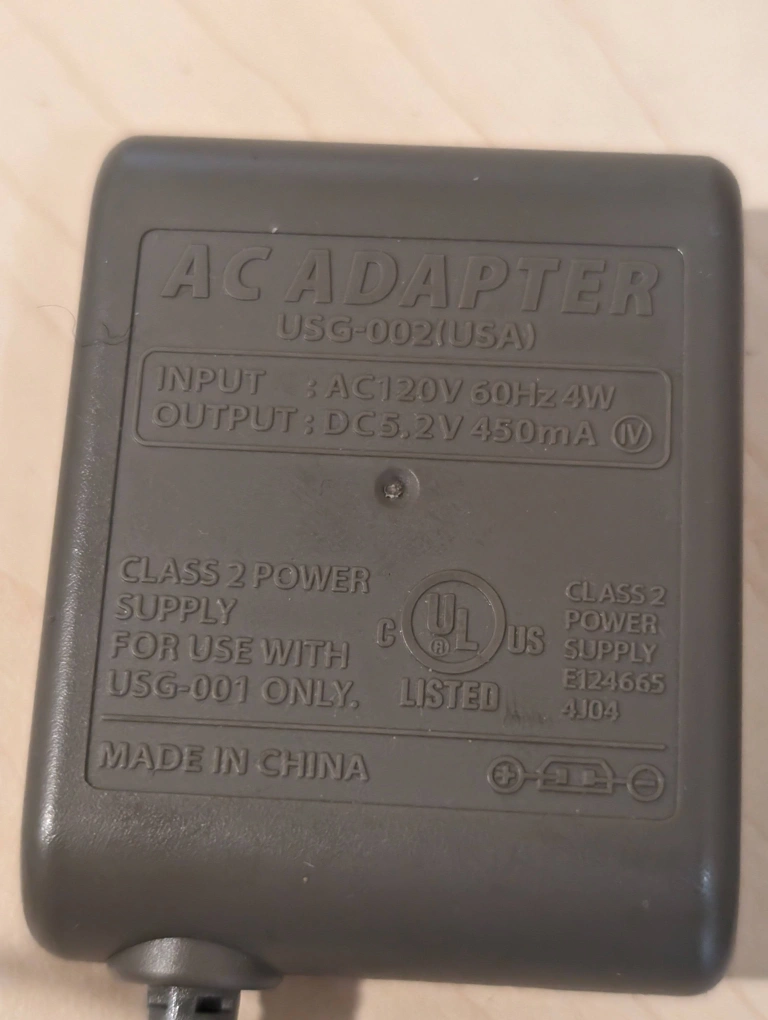 AC ADAPTER
USG-002(USA)
INPUT : AC120V 60Hz 4W
OUTPUT : DC5.2V 450mA IV
CLASS 2 POWER
SUPPLY
FOR USE WITH
USG-001 ONLY.
C UL US
®
LISTED
CLASS 2
POWER
SUPPLY
E124665
4J04
MADE IN CHINA